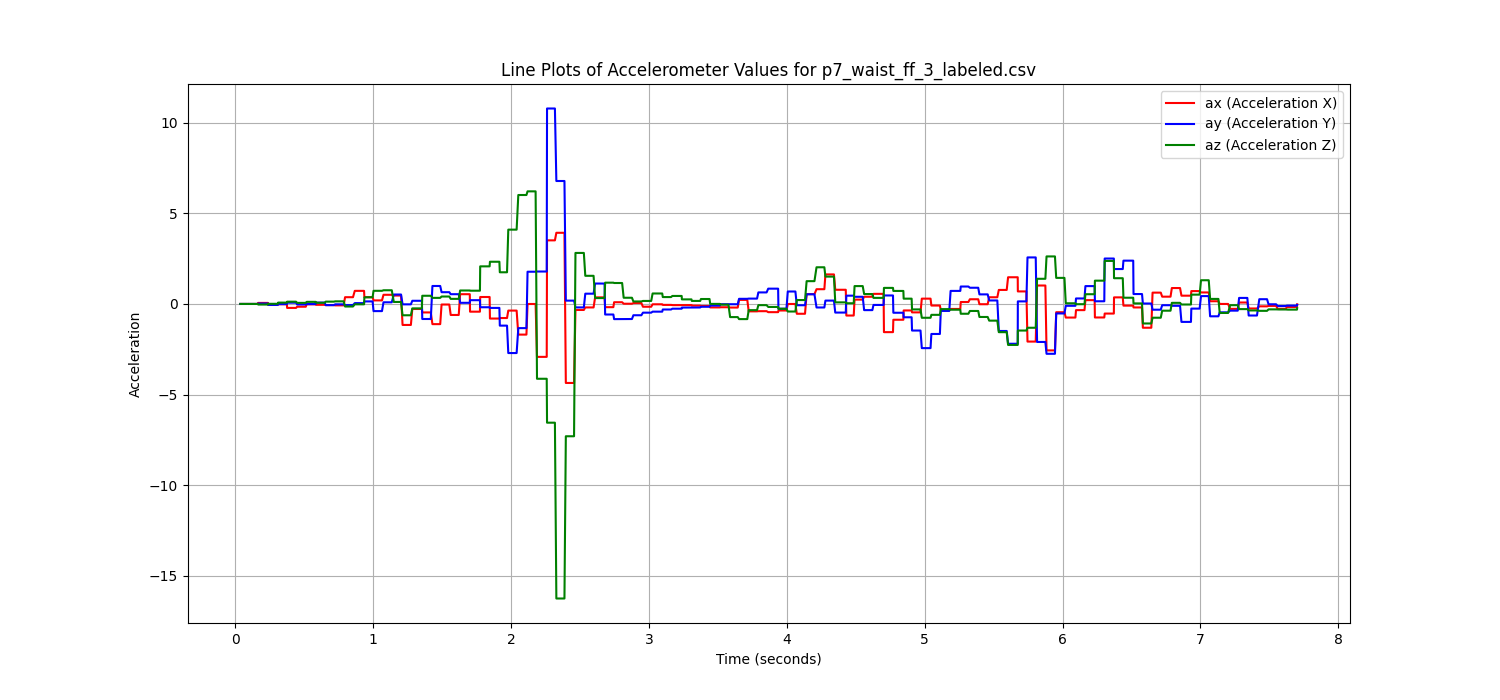 Line Plots of Accelerometer Values for p7_waist_ff_3_labeled.csv
ax (Acceleration X)
ay (Acceleration Y)
az (Acceleration Z)
Acceleration
10
5
0
−5
−10
−15
0 1 2 3 4 5 6 7 8
Time (seconds)